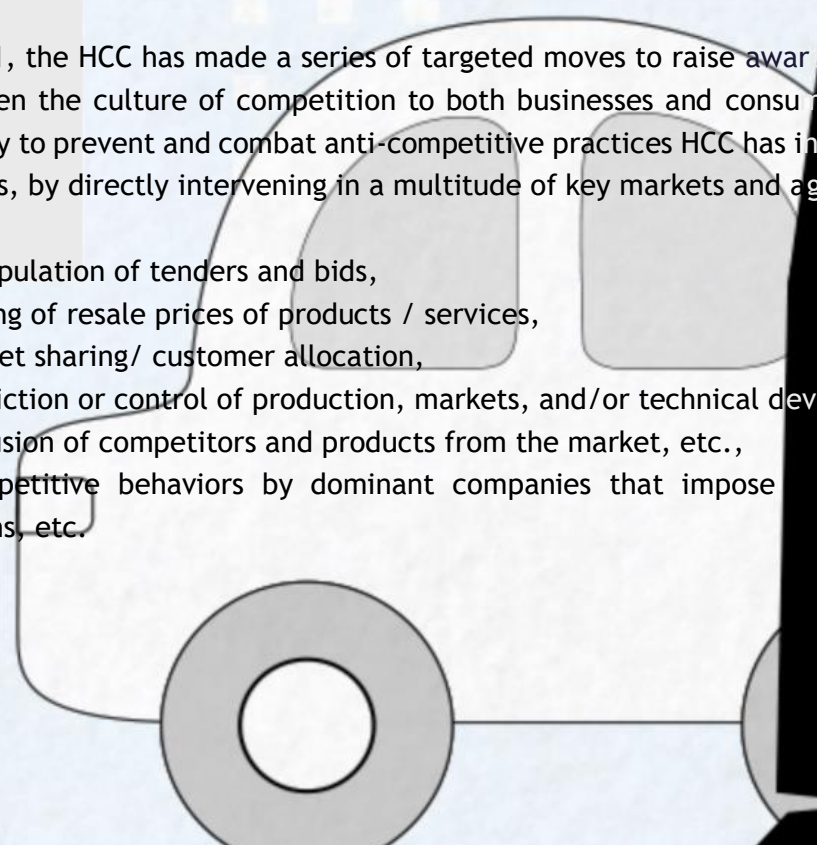 , the HCC has made a series of targeted moves to raise awar
en the culture of competition to both businesses and consu
y to prevent and combat anti-competitive practices HCC has in
s, by directly intervening in a multitude of key markets and ag
pulation of tenders and bids,
ng of resale prices of products / services,
et sharing/ customer allocation,
iction or control of production, markets, and/or technical dev
usion of competitors and products from the market, etc.,
petitive behaviors by dominant companies that impose
ns, etc.